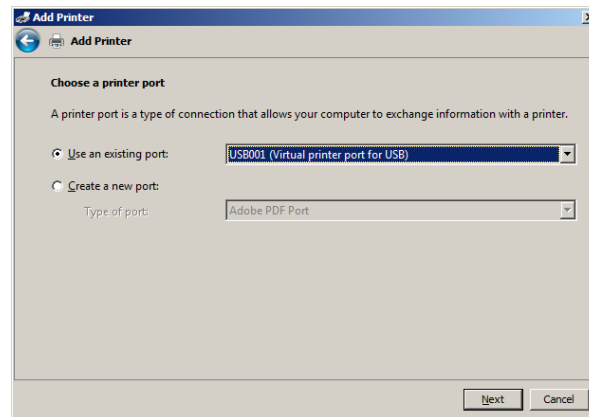 Add Printer
Add Printer
Choose a printer port
A printer port is a type of connection that allows your computer to exchange information with a printer.
Use an existing port: USB001 (Virtual printer port for USB)
Create a new port:
Type of port: Adobe PDF Port
Next Cancel